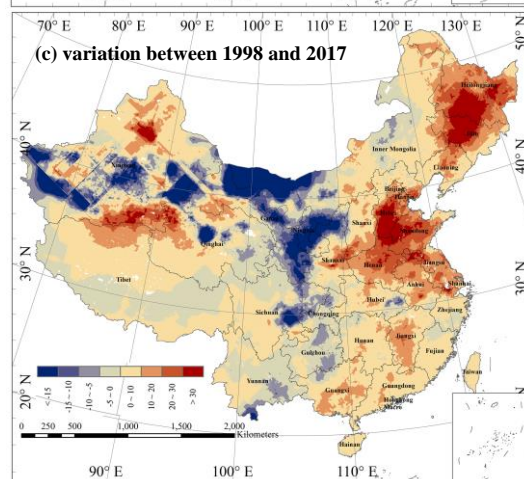 70° E 80° E 90° E 100° E 110° E 120° E 130° E
(c) variation between 1998 and 2017
50° N
40° N
30° N
20° N
40° N
30° N
20° N
Heilongjiang
Jilin
Liaoning
Inner Mongolia
Beijing
Tianjin
Hebei
Shanxi
Shandong
Xinjiang
Gansu
Ningxia
Qinghai
Shaanxi
Henan
Jiangsu
Anhui
Shanghai
Tibet
Sichuan
Chongqing
Hubei
Zhejiang
Hunan
Jiangxi
Guizhou
Fujian
Yunnan
Guangxi
Guangdong
Hongkong
Macro
Taiwan
Hainan
< -15
-15 ~ -10
-10 ~ -5
-5 ~ 0
0 ~ 10
10 ~ 20
20 ~ 30
> 30
0 250 500 1,000 1,500 2,000
Kilometers
90° E 100° E 110° E